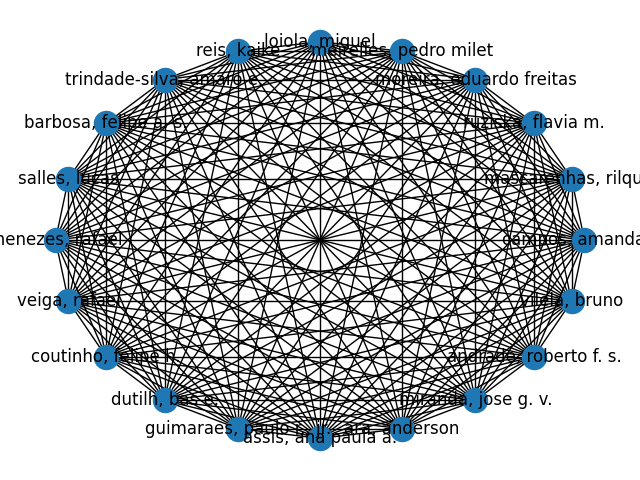 loiola, miguel
reis, kaike
meirelles, pedro milet
trindade-silva, amaro e.
moreira, eduardo freitas
barbosa, felipe
ruziska, flavia m.
salles, lucas
mascarenhas, rilqu
menezes, rafael
campos, amanda
veiga, rafael
vilela, bruno
coutinho, felipe h.
andrade, roberto f. s.
dutilh, bas e.
miranda, jose g. v.
guimaraes, paulo
ara, anderson
assis, ana paula a.